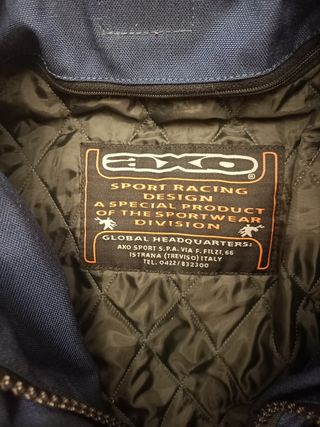 AXO®
SPORT RACING
DESIGN
A SPECIAL PRODUCT
OF THE SPORTWEAR
DIVISION
GLOBAL HEADQUARTERS:
AXO SPORT S.P.A. VIA F. FILZI, 66
ISTRANA (TREVISO) ITALY
TEL. 0422/832300